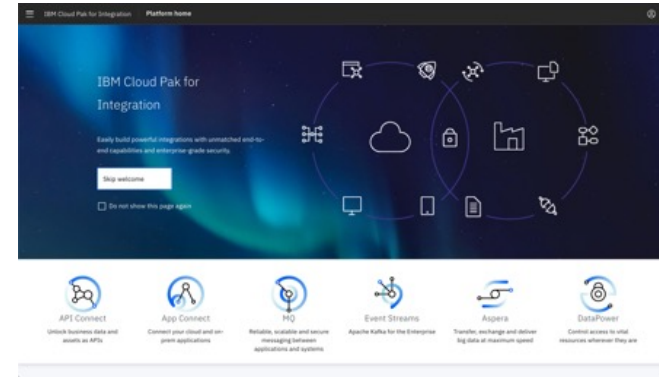 IBM Cloud Pak for Integration Platform home
IBM Cloud Pak for
Integration
Easily build powerful integrations with unmatched end-to-
end capabilities and enterprise-grade security.
Skip welcome
Do not show this page again
API Connect
Unlock business data and
assets as APIs
App Connect
Connect your cloud and on-
prem applications
MQ
Reliable, scalable and secure
messaging between
applications and systems
Event Streams
Apache Kafka for the Enterprise
Aspera
Transfer, exchange and deliver
big data at maximum speed
DataPower
Control access to vital
resources wherever they are